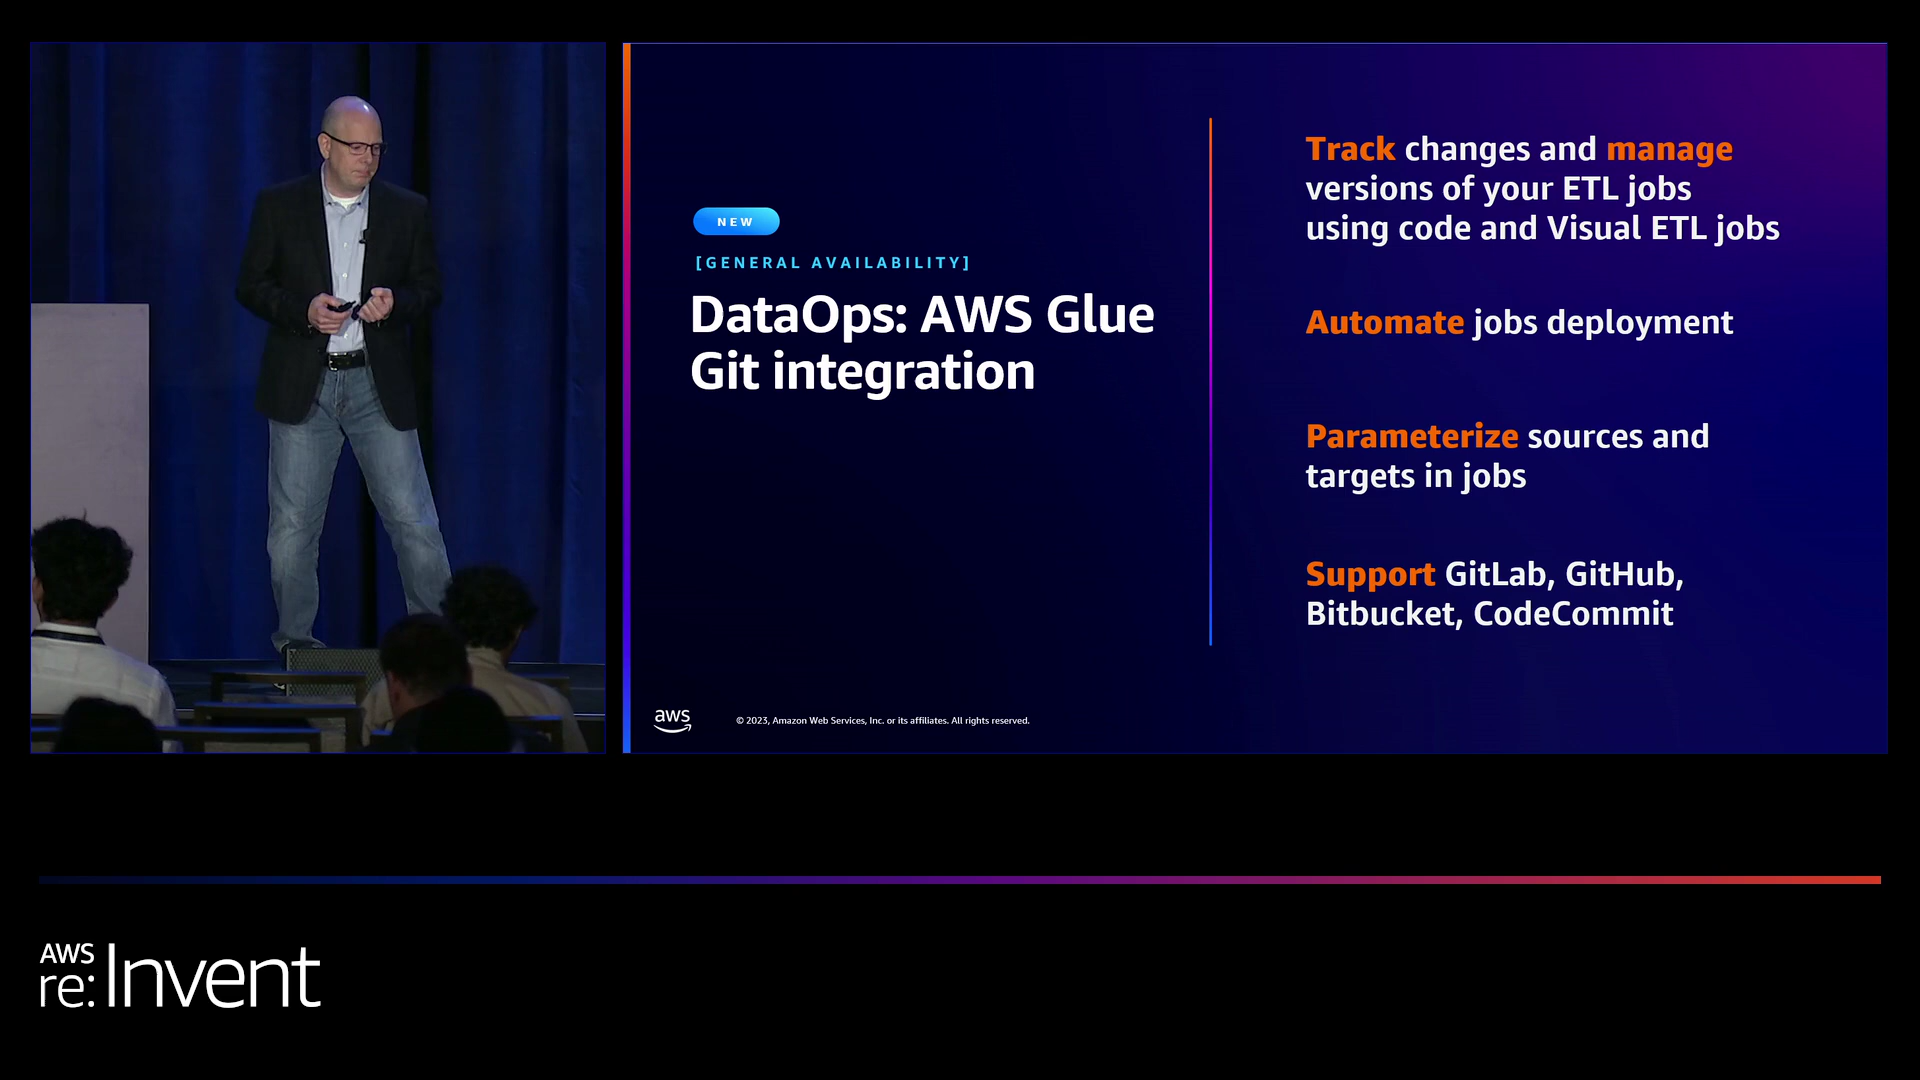 NEW
[GENERAL AVAILABILITY]
DataOps: AWS Glue
Git integration
Track changes and manage
versions of your ETL jobs
using code and Visual ETL jobs
Automate jobs deployment
Parameterize sources and
targets in jobs
Support GitLab, GitHub,
Bitbucket, CodeCommit
aws
© 2023, Amazon Web Services, Inc. or its affiliates. All rights reserved.
AWS
re:Invent